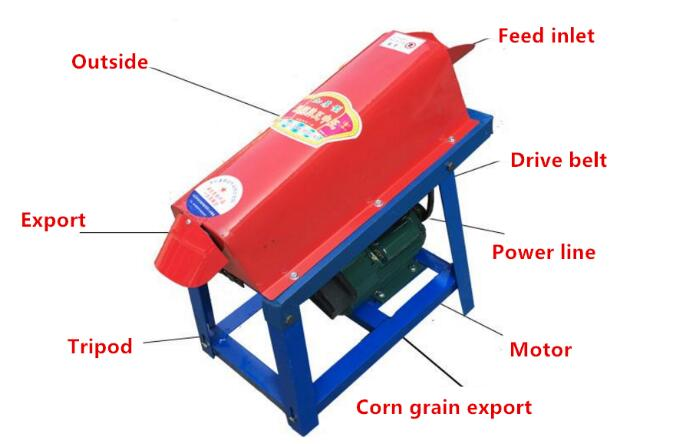 Feed inlet
Outside
Drive belt
Export
Power line
Tripod
Motor
Corn grain export